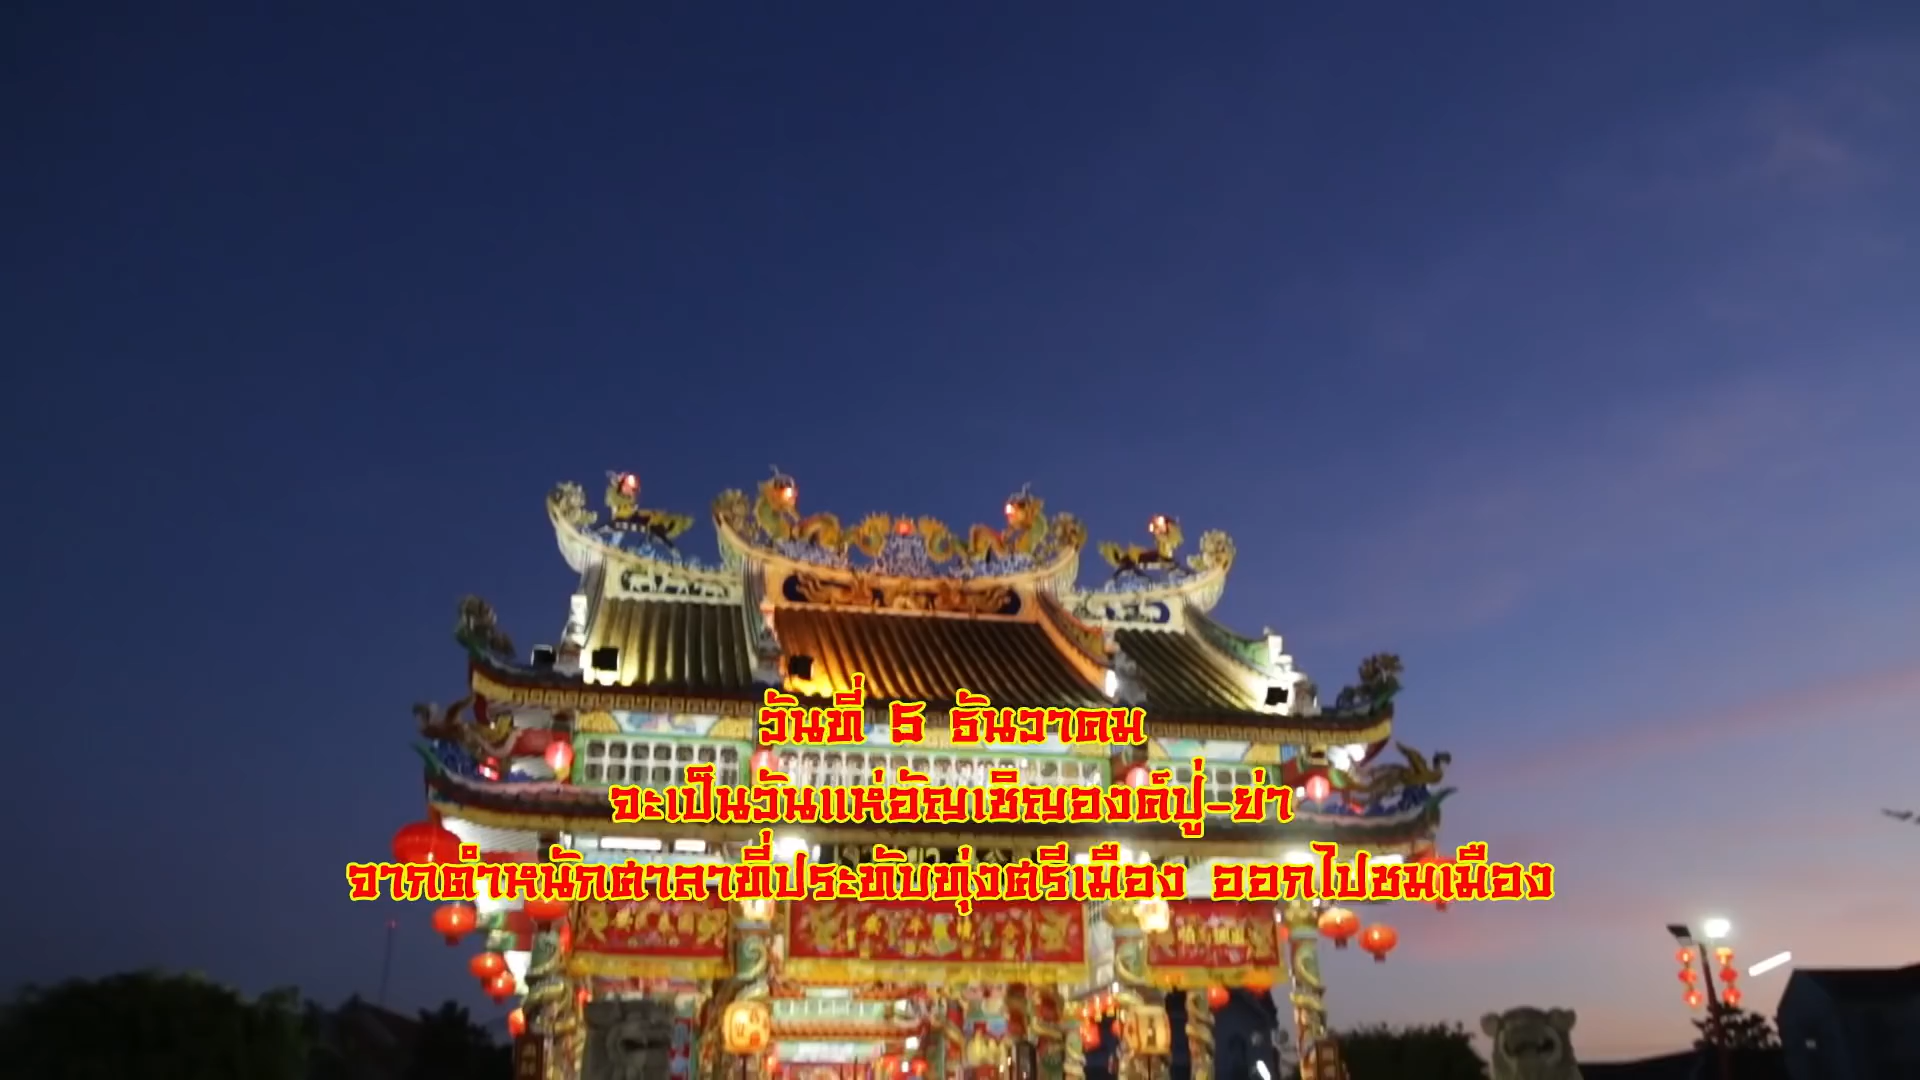 วันที่ 5 ธันวาคม
จะเป็นวันแห่อัญเชิญองค์ปู่-ย่า
จากตำหนักศาลาที่ประทับทุ่งศรีเมือง ออกไปชมเมือง